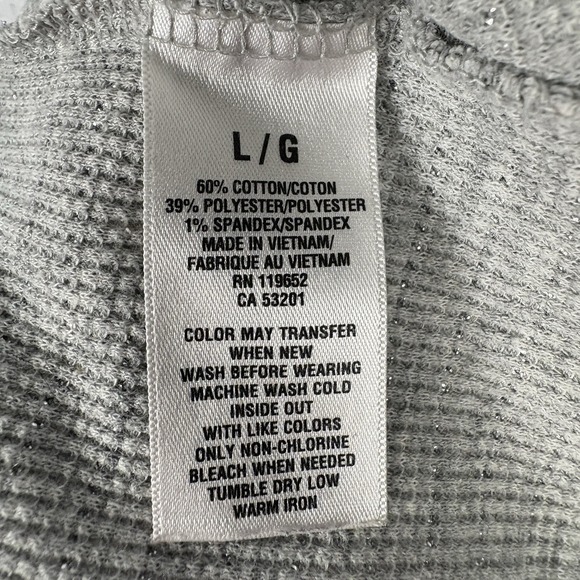 L / G
60% COTTON/COTON
39% POLYESTER/POLYESTER
1% SPANDEX/SPANDEX
MADE IN VIETNAM/
FABRIQUE AU VIETNAM
RN 119652
CA 53201
COLOR MAY TRANSFER
WHEN NEW
WASH BEFORE WEARING
MACHINE WASH COLD
INSIDE OUT
WITH LIKE COLORS
ONLY NON-CHLORINE
BLEACH WHEN NEEDED
TUMBLE DRY LOW
WARM IRON